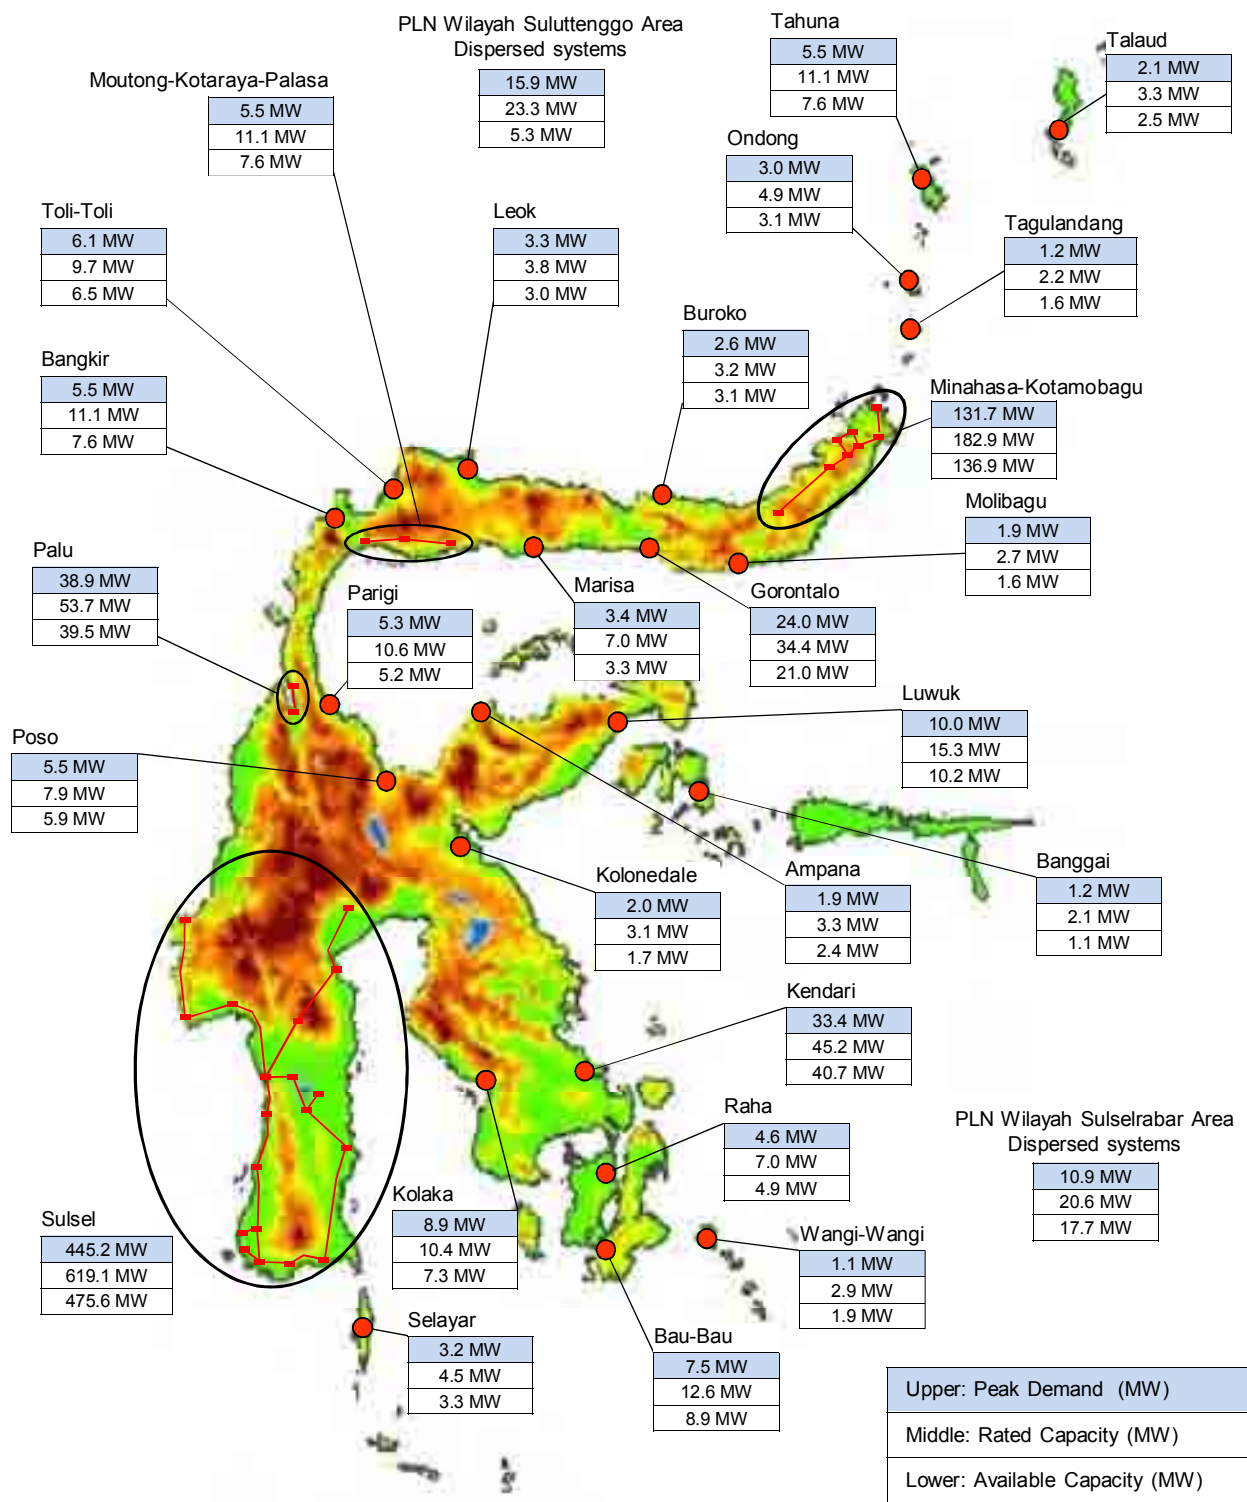 PLN Wilayah Suluttenggo Area
Dispersed systems
15.9 MW
23.3 MW
5.3 MW
Tahuna
5.5 MW
11.1 MW
7.6 MW
Talaud
2.1 MW
3.3 MW
2.5 MW
Moutong-Kotaraya-Palasa
5.5 MW
11.1 MW
7.6 MW
Ondong
3.0 MW
4.9 MW
3.1 MW
Toli-Toli
6.1 MW
9.7 MW
6.5 MW
Leok
3.3 MW
3.8 MW
3.0 MW
Tagulandang
1.2 MW
2.2 MW
1.6 MW
Buroko
2.6 MW
3.2 MW
3.1 MW
Bangkir
5.5 MW
11.1 MW
7.6 MW
Minahasa-Kotamobagu
131.7 MW
182.9 MW
136.9 MW
Molibagu
1.9 MW
2.7 MW
1.6 MW
Palu
38.9 MW
53.7 MW
39.5 MW
Parigi
5.3 MW
10.6 MW
5.2 MW
Marisa
3.4 MW
7.0 MW
3.3 MW
Gorontalo
24.0 MW
34.4 MW
21.0 MW
Luwuk
10.0 MW
15.3 MW
10.2 MW
Poso
5.5 MW
7.9 MW
5.9 MW
Kolonedale
2.0 MW
3.1 MW
1.7 MW
Ampana
1.9 MW
3.3 MW
2.4 MW
Banggai
1.2 MW
2.1 MW
1.1 MW
Kendari
33.4 MW
45.2 MW
40.7 MW
Raha
4.6 MW
7.0 MW
4.9 MW
PLN Wilayah Sulselrabar Area
Dispersed systems
10.9 MW
20.6 MW
17.7 MW
Kolaka
8.9 MW
10.4 MW
7.3 MW
Sulsel
445.2 MW
619.1 MW
475.6 MW
Wangi-Wangi
1.1 MW
2.9 MW
1.9 MW
Selayar
3.2 MW
4.5 MW
3.3 MW
Bau-Bau
7.5 MW
12.6 MW
8.9 MW
Upper: Peak Demand (MW)
Middle: Rated Capacity (MW)
Lower: Available Capacity (MW)